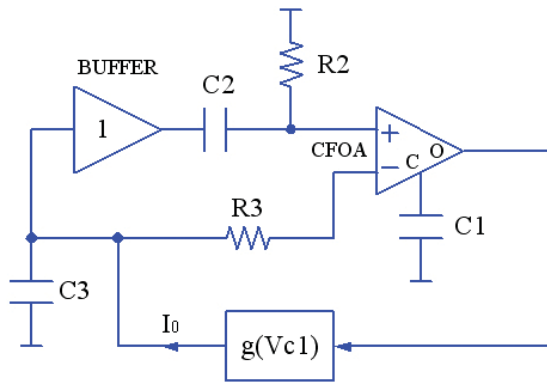 BUFFER
1
C2
R2
CFOA
+
−
C
O
R3
C1
C3
I0
g(Vc1)